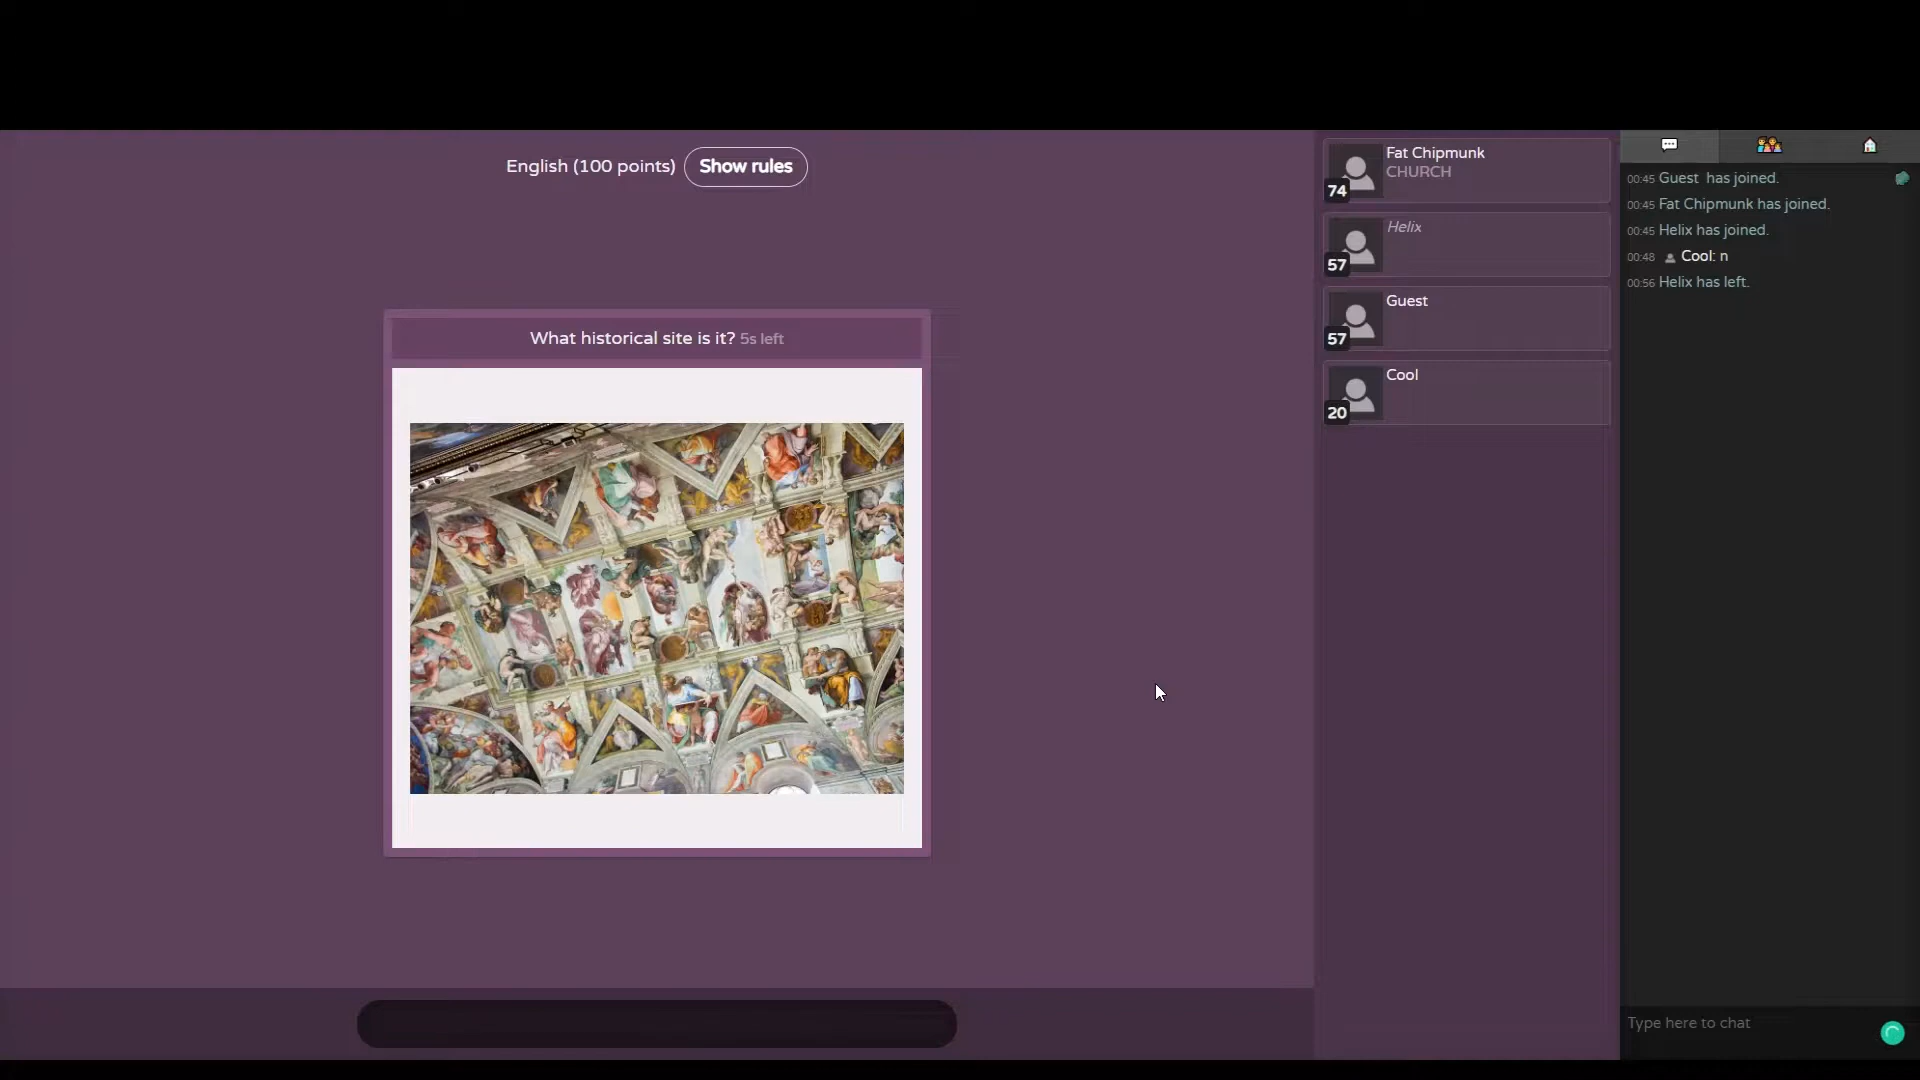 English (100 points) Show rules
What historical site is it? 5s left
Fat Chipmunk
CHURCH
74
Helix
57
Guest
57
Cool
20
00:45 Guest has joined.
00:45 Fat Chipmunk has joined.
00:45 Helix has joined.
00:48 Cool: n
00:56 Helix has left.
Type here to chat